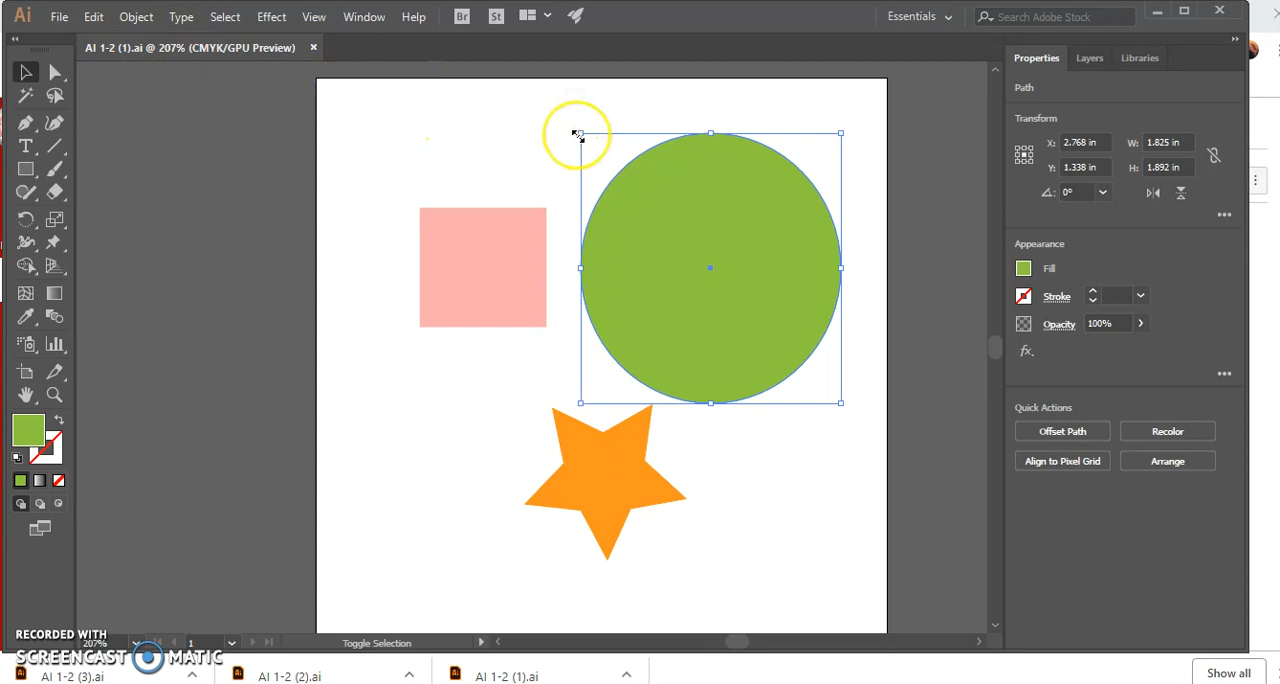 Ai File Edit Object Type Select Effect View Window Help Br St Essentials Search Adobe Stock
AI 1-2 (1).ai @ 207% (CMYK/GPU Preview) ×
Properties Layers Libraries
Path
Transform
X: 2.768 in W: 1.825 in
Y: 1.338 in H: 1.892 in
0°
Appearance
Fill
Stroke
Opacity 100%
fx.
Quick Actions
Offset Path Recolor
Align to Pixel Grid Arrange
RECORDED WITH
SCREENCAST MATIC
207% 1 Toggle Selection
AI 1-2 (3).ai AI 1-2 (2).ai AI 1-2 (1).ai Show all